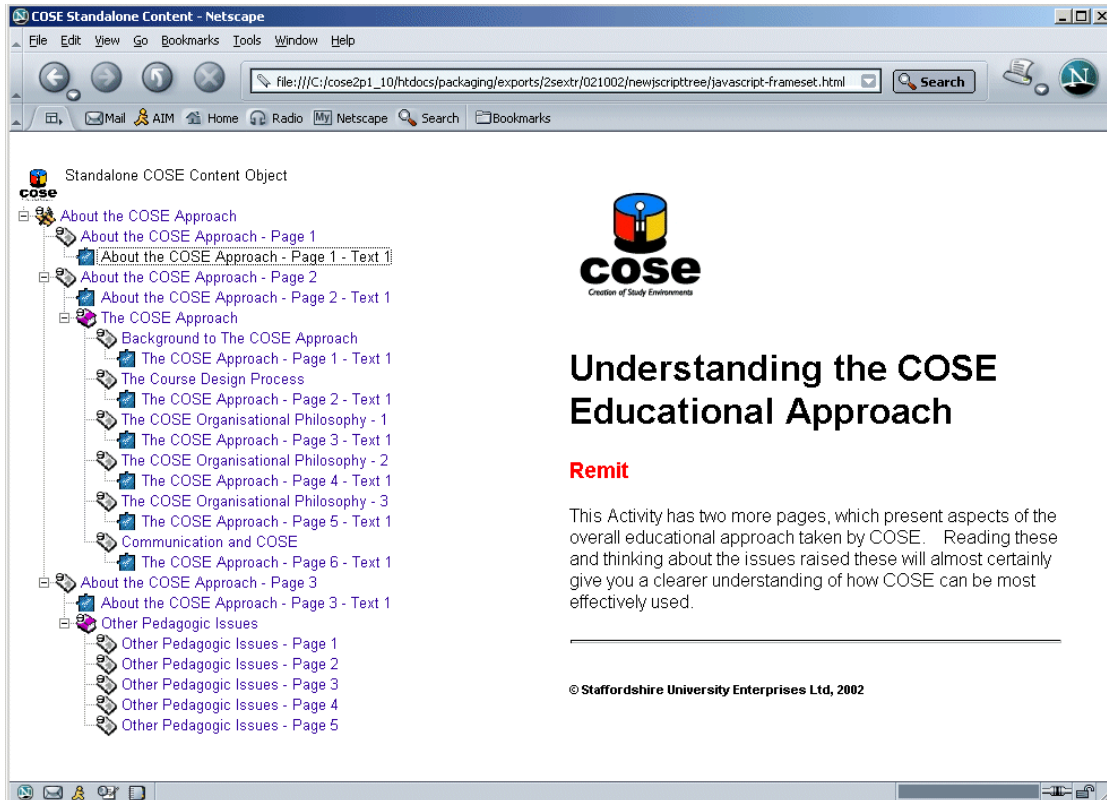 COSE Standalone Content - Netscape
File Edit View Go Bookmarks Tools Window Help
file:///C:/cose2p1_10/htdocs/packaging/exports/2sextr/021002/newjscripttree/javascript-frameset.html Search N
Mail AIM Home Radio My Netscape Search Bookmarks
Standalone COSE Content Object
cose
About the COSE Approach
About the COSE Approach - Page 1
About the COSE Approach - Page 1 - Text 1
About the COSE Approach - Page 2
About the COSE Approach - Page 2 - Text 1
The COSE Approach
Background to The COSE Approach
The COSE Approach - Page 1 - Text 1
The Course Design Process
The COSE Approach - Page 2 - Text 1
The COSE Organisational Philosophy - 1
The COSE Approach - Page 3 - Text 1
The COSE Organisational Philosophy - 2
The COSE Approach - Page 4 - Text 1
The COSE Organisational Philosophy - 3
The COSE Approach - Page 5 - Text 1
Communication and COSE
The COSE Approach - Page 6 - Text 1
About the COSE Approach - Page 3
About the COSE Approach - Page 3 - Text 1
Other Pedagogic Issues
Other Pedagogic Issues - Page 1
Other Pedagogic Issues - Page 2
Other Pedagogic Issues - Page 3
Other Pedagogic Issues - Page 4
Other Pedagogic Issues - Page 5
cose
Creation of Study Environments
Understanding the COSE
Educational Approach
Remit
This Activity has two more pages, which present aspects of the
overall educational approach taken by COSE. Reading these
and thinking about the issues raised these will almost certainly
give you a clearer understanding of how COSE can be most
effectively used.
© Staffordshire University Enterprises Ltd, 2002